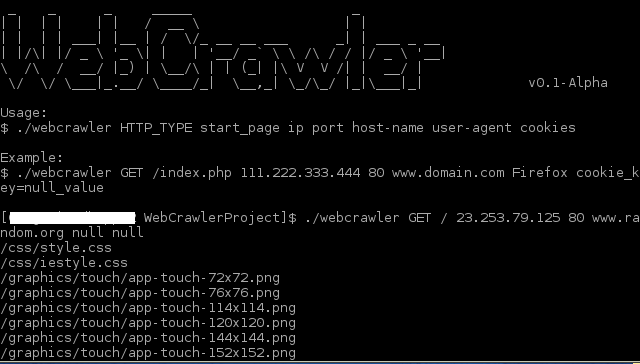 WebCrawler
v0.1-Alpha
Usage:
$ ./webcrawler HTTP_TYPE start_page ip port host-name user-agent cookies
Example:
$ ./webcrawler GET /index.php 111.222.333.444 80 www.domain.com Firefox cookie_k
ey=null_value
[ WebCrawlerProject]$ ./webcrawler GET / 23.253.79.125 80 www.ra
ndom.org null null
/css/style.css
/css/iestyle.css
/graphics/touch/app-touch-72x72.png
/graphics/touch/app-touch-76x76.png
/graphics/touch/app-touch-114x114.png
/graphics/touch/app-touch-120x120.png
/graphics/touch/app-touch-144x144.png
/graphics/touch/app-touch-152x152.png